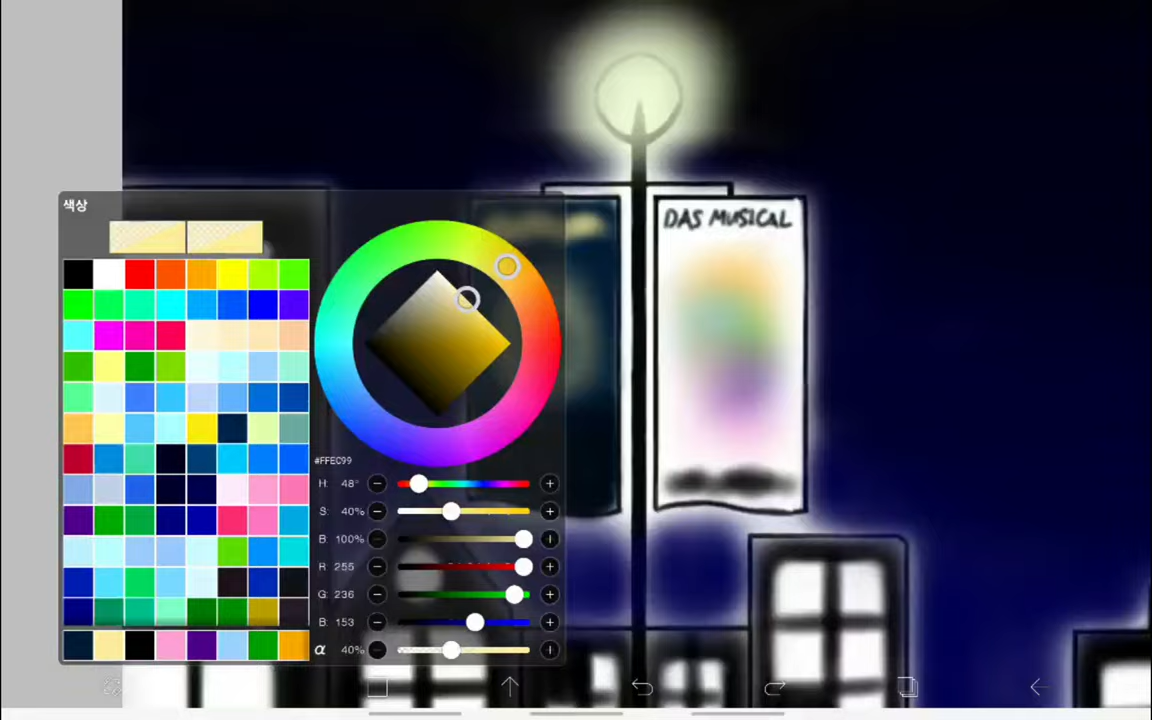 색상
DAS MUSICAL
#FFEC99
H: 48°
S: 40%
B: 100%
R: 255
G: 236
B: 153
α 40%